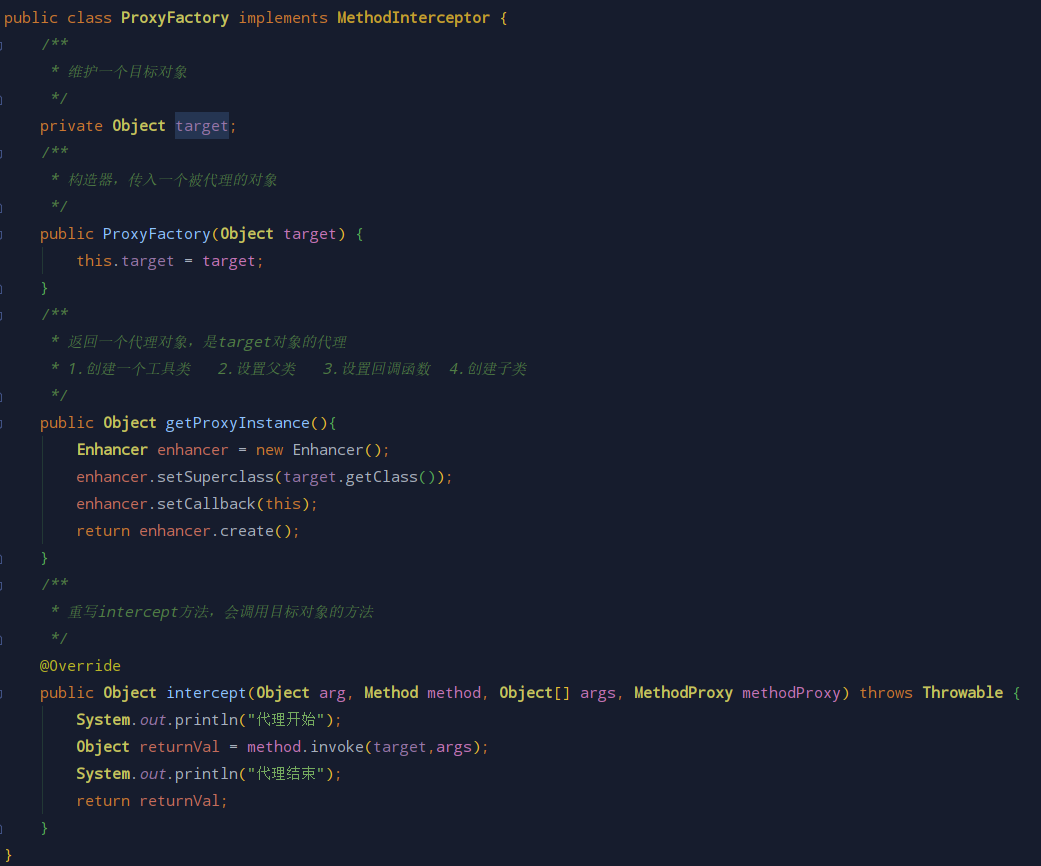 public class ProxyFactory implements MethodInterceptor {
    /**
     * 维护一个目标对象
     */
    private Object target;
    /**
     * 构造器，传入一个被代理的对象
     */
    public ProxyFactory(Object target) {
        this.target = target;
    }
    /**
     * 返回一个代理对象，是target对象的代理
     * 1.创建一个工具类   2.设置父类   3.设置回调函数  4.创建子类
     */
    public Object getProxyInstance(){
        Enhancer enhancer = new Enhancer();
        enhancer.setSuperclass(target.getClass());
        enhancer.setCallback(this);
        return enhancer.create();
    }
    /**
     * 重写intercept方法，会调用目标对象的方法
     */
    @Override
    public Object intercept(Object arg, Method method, Object[] args, MethodProxy methodProxy) throws Throwable {
        System.out.println("代理开始");
        Object returnVal = method.invoke(target,args);
        System.out.println("代理结束");
        return returnVal;
    }
}